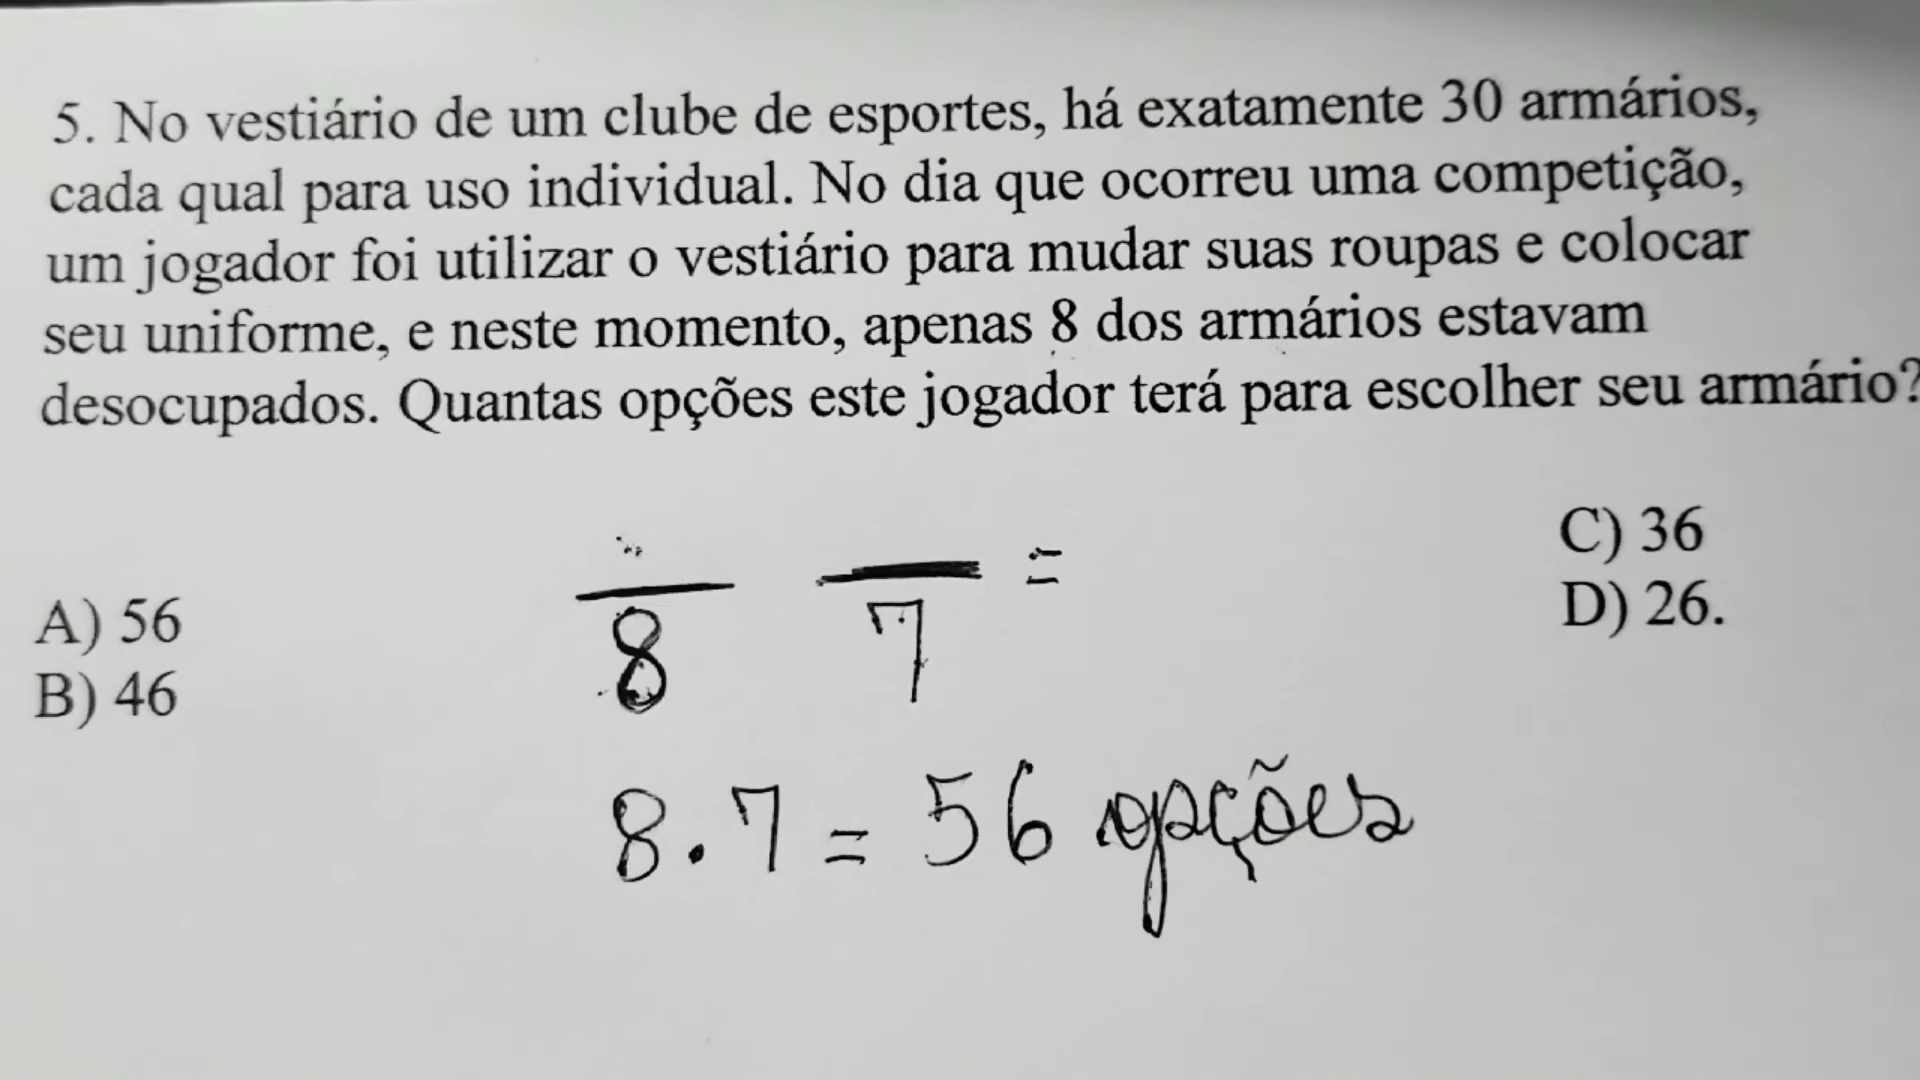 5. No vestiário de um clube de esportes, há exatamente 30 armários,
cada qual para uso individual. No dia que ocorreu uma competição,
um jogador foi utilizar o vestiário para mudar suas roupas e colocar
seu uniforme, e neste momento, apenas 8 dos armários estavam
desocupados. Quantas opções este jogador terá para escolher seu armário?
A) 56
B) 46
C) 36
D) 26.
8 7 =
8.7 = 56 opções